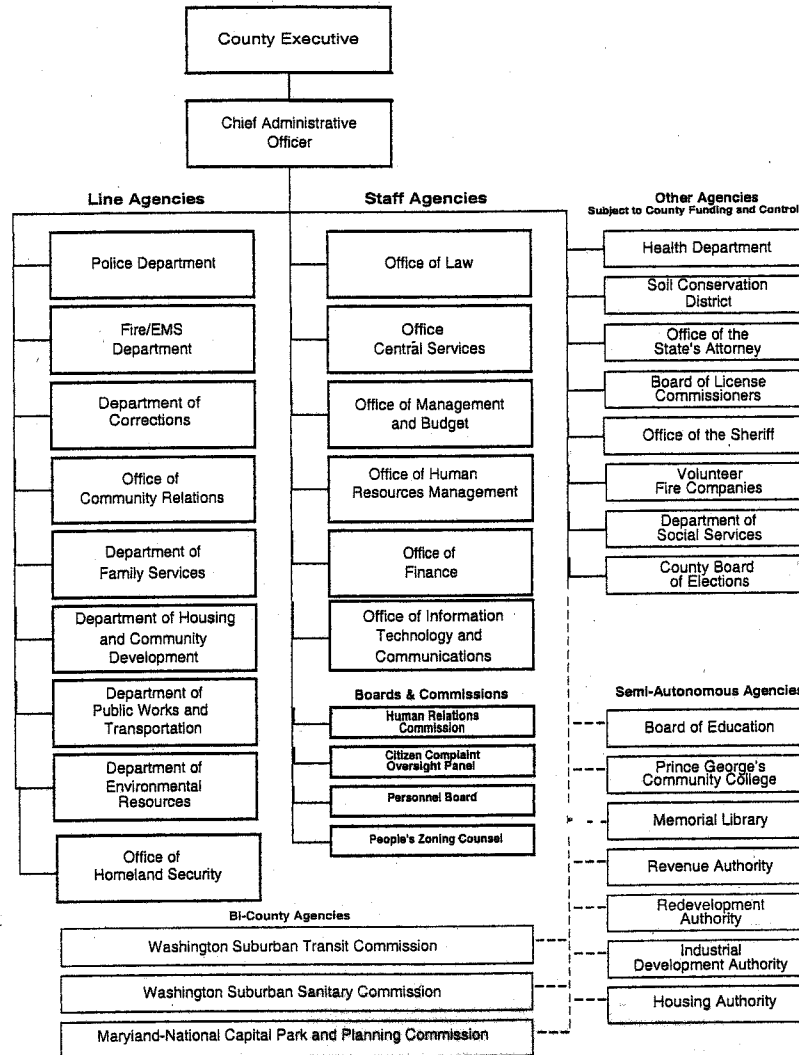 County Executive
Chief Administrative
Officer
Line Agencies
Police Department
Fire/EMS
Department
Department of
Corrections
Office of
Community Relations
Department of
Family Services
Department of Housing
and Community
Development
Department of
Public Works and
Transportation
Department of
Environmental
Resources
Office of
Homeland Security
Staff Agencies
Office of Law
Office
Central Services
Office of Management
and Budget
Office of Human
Resources Management
Office of
Finance
Office of Information
Technology and
Communications
Boards & Commissions
Human Relations
Commission
Citizen Complaint
Oversight Panel
Personnel Board
People's Zoning Counsel
Other Agencies
Subject to County Funding and Control
Health Department
Soil Conservation
District
Office of the
State's Attorney
Board of License
Commissioners
Office of the Sheriff
Volunteer
Fire Companies
Department of
Social Services
County Board
of Elections
Semi-Autonomous Agencies
Board of Education
Prince George's
Community College
Memorial Library
Revenue Authority
Redevelopment
Authority
Industrial
Development Authority
Housing Authority
Bi-County Agencies
Washington Suburban Transit Commission
Washington Suburban Sanitary Commission
Maryland-National Capital Park and Planning Commission